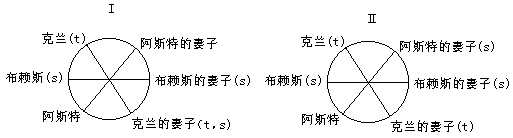 I
克兰(t)
阿斯特的妻子
布赖斯(s)
布赖斯的妻子(s)
阿斯特
克兰的妻子(t,s)
II
克兰(t)
阿斯特的妻子(s)
布赖斯(s)
布赖斯的妻子(s)
阿斯特
克兰的妻子(t)